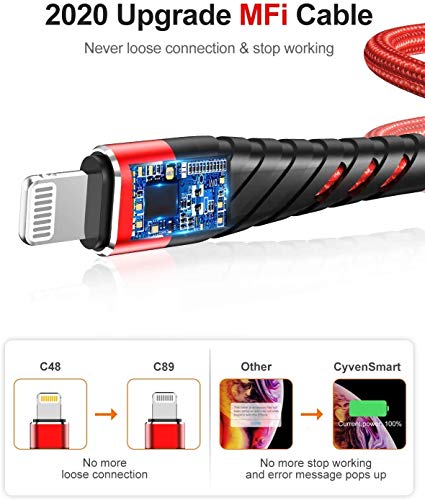 2020 Upgrade MFi Cable
Never loose connection & stop working
C48
C89
Other
CyvenSmart
Current power: 100%
No more
loose connection
No more stop working
and error message pops up